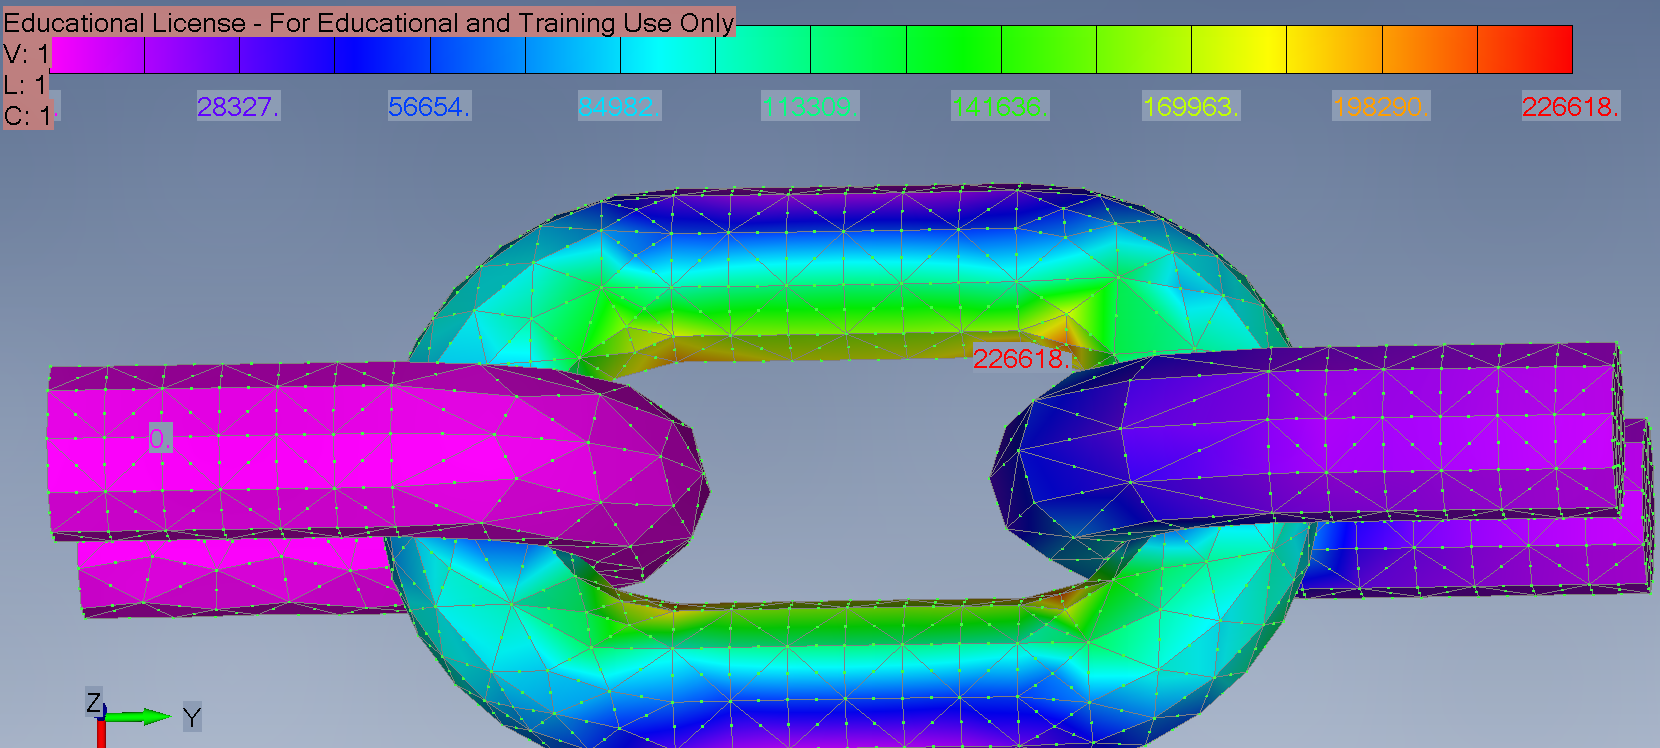 Educational License - For Educational and Training Use Only
V: 1
L: 1
C: 1
28327. 56654. 84982. 113309. 141636. 169963. 198290. 226618.
226618.
0.
Z
Y